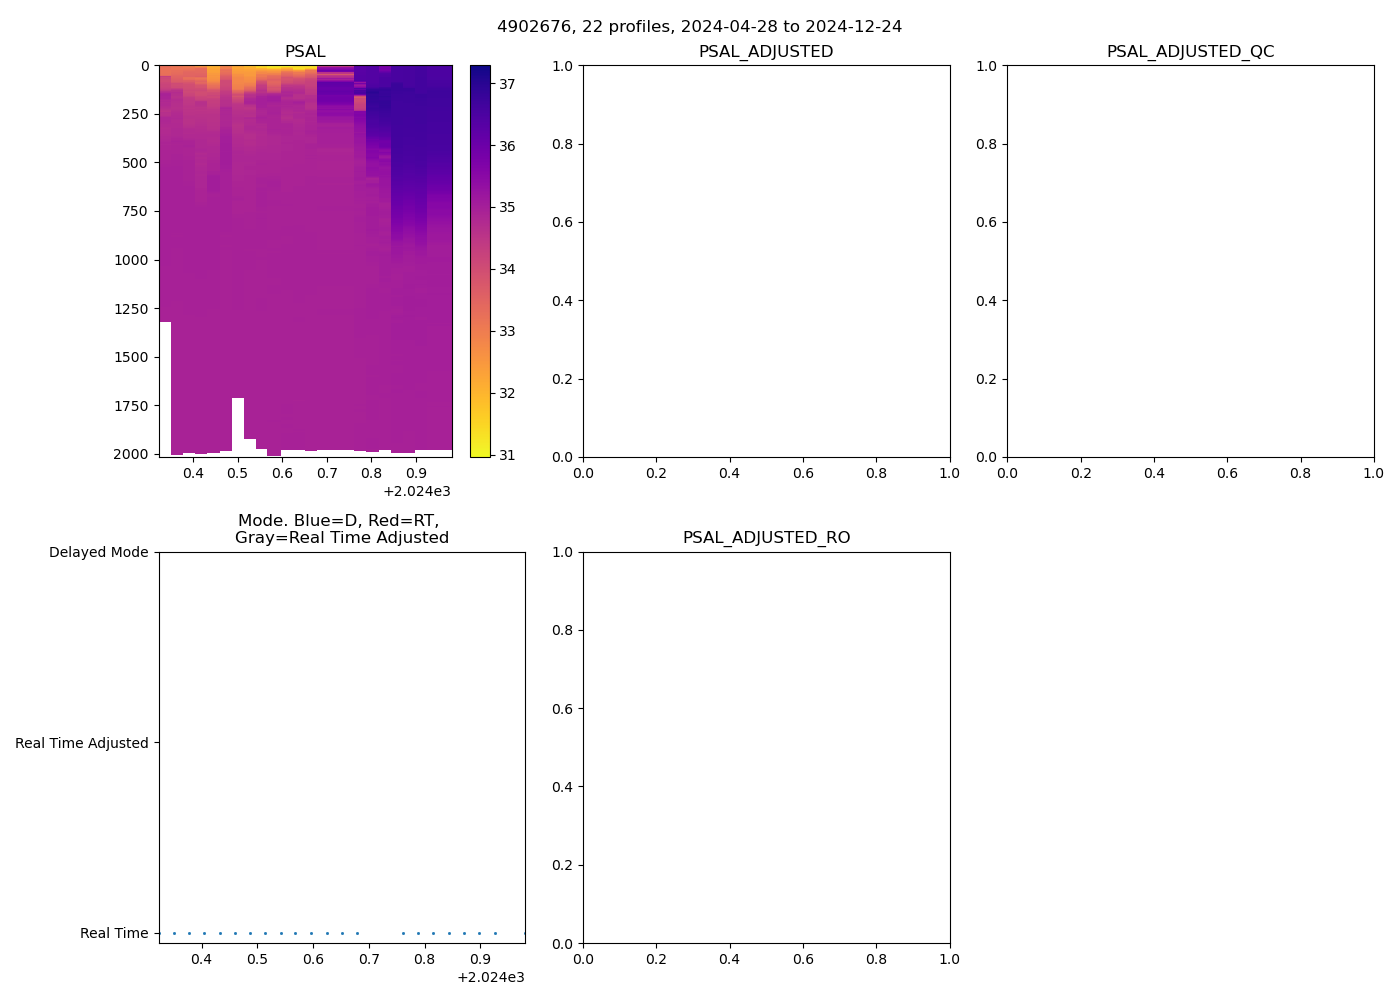 4902676, 22 profiles, 2024-04-28 to 2024-12-24
PSAL
0
250
500
750
1000
1250
1500
1750
2000
0.4 0.5 0.6 0.7 0.8 0.9
+2.024e3
37
36
35
34
33
32
31
PSAL_ADJUSTED
1.0
0.8
0.6
0.4
0.2
0.0
0.0 0.2 0.4 0.6 0.8 1.0
PSAL_ADJUSTED_QC
1.0
0.8
0.6
0.4
0.2
0.0
0.0 0.2 0.4 0.6 0.8 1.0
Mode. Blue=D, Red=RT,
Gray=Real Time Adjusted
Delayed Mode
Real Time Adjusted
Real Time
0.4 0.5 0.6 0.7 0.8 0.9
+2.024e3
PSAL_ADJUSTED_RO
1.0
0.8
0.6
0.4
0.2
0.0
0.0 0.2 0.4 0.6 0.8 1.0